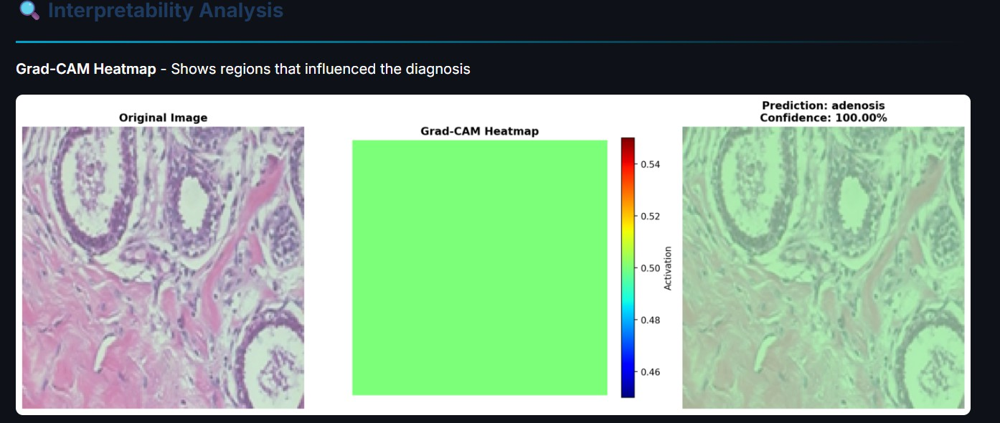 🔍 Interpretability Analysis
Grad-CAM Heatmap - Shows regions that influenced the diagnosis
Original Image
Grad-CAM Heatmap
Prediction: adenosis
Confidence: 100.00%
0.54
0.52
0.50
0.48
0.46
Activation